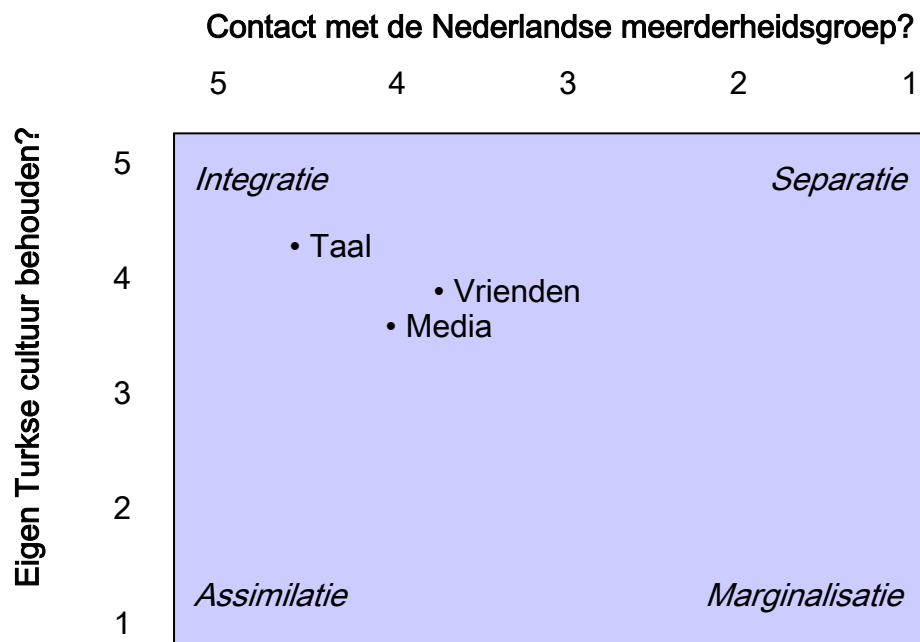 Contact met de Nederlandse meerderheidsgroep?
5 4 3 2 1
Eigen Turkse cultuur behouden?
5
Integratie Separatie
• Taal
4
• Vrienden
• Media
3
2
Assimilatie Marginalisatie
1